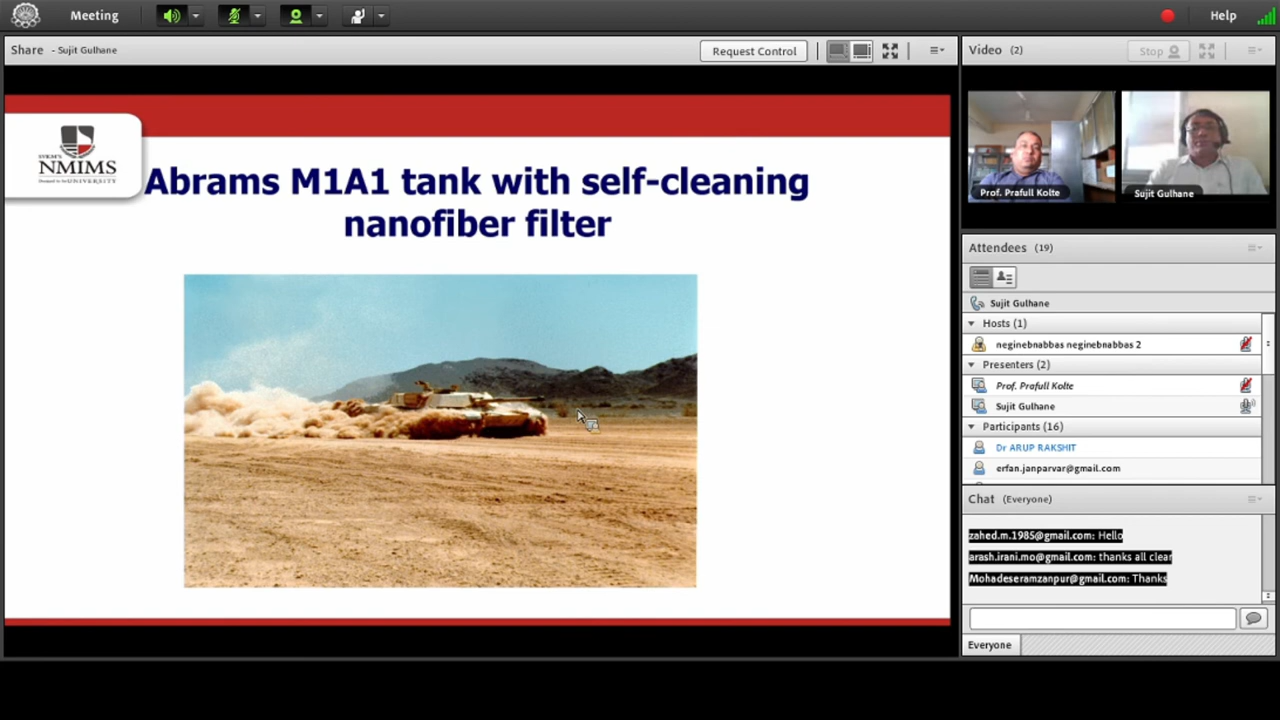 Meeting
Help
Share - Sujit Gulhane
Request Control
Video (2)
Stop
NMIMS
Abrams M1A1 tank with self-cleaning
nanofiber filter
Prof. Prafull Kolte
Sujit Gulhane
Attendees (19)
Sujit Gulhane
Hosts (1)
neginebnabbas neginebnabbas 2
Presenters (2)
Prof. Prafull Kolte
Sujit Gulhane
Participants (16)
Dr ARUP RAKSHIT
erfan.janparvar@gmail.com
Chat (Everyone)
zahed.m.1985@gmail.com: Hello
arash.irani.mo@gmail.com: thanks all clear
Mohadeseramzanpur@gmail.com: Thanks
Everyone